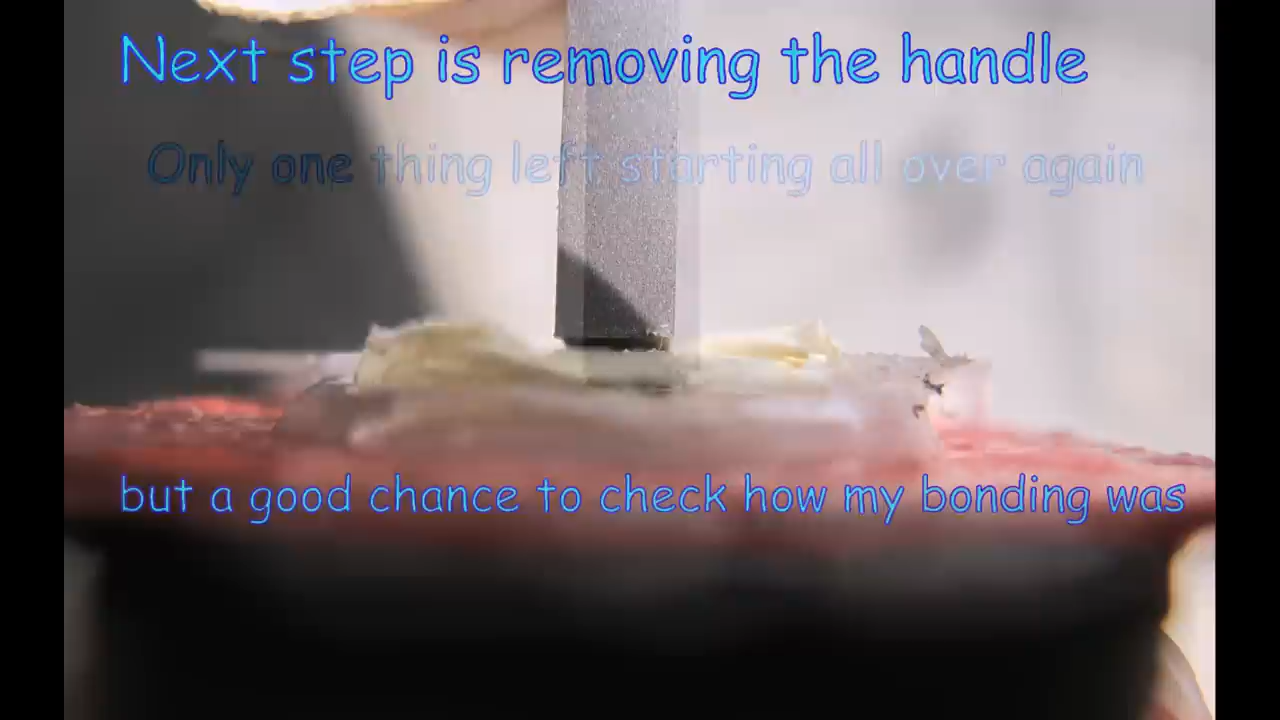 Next step is removing the handle
Only one thing left starting all over again
but a good chance to check how my bonding was